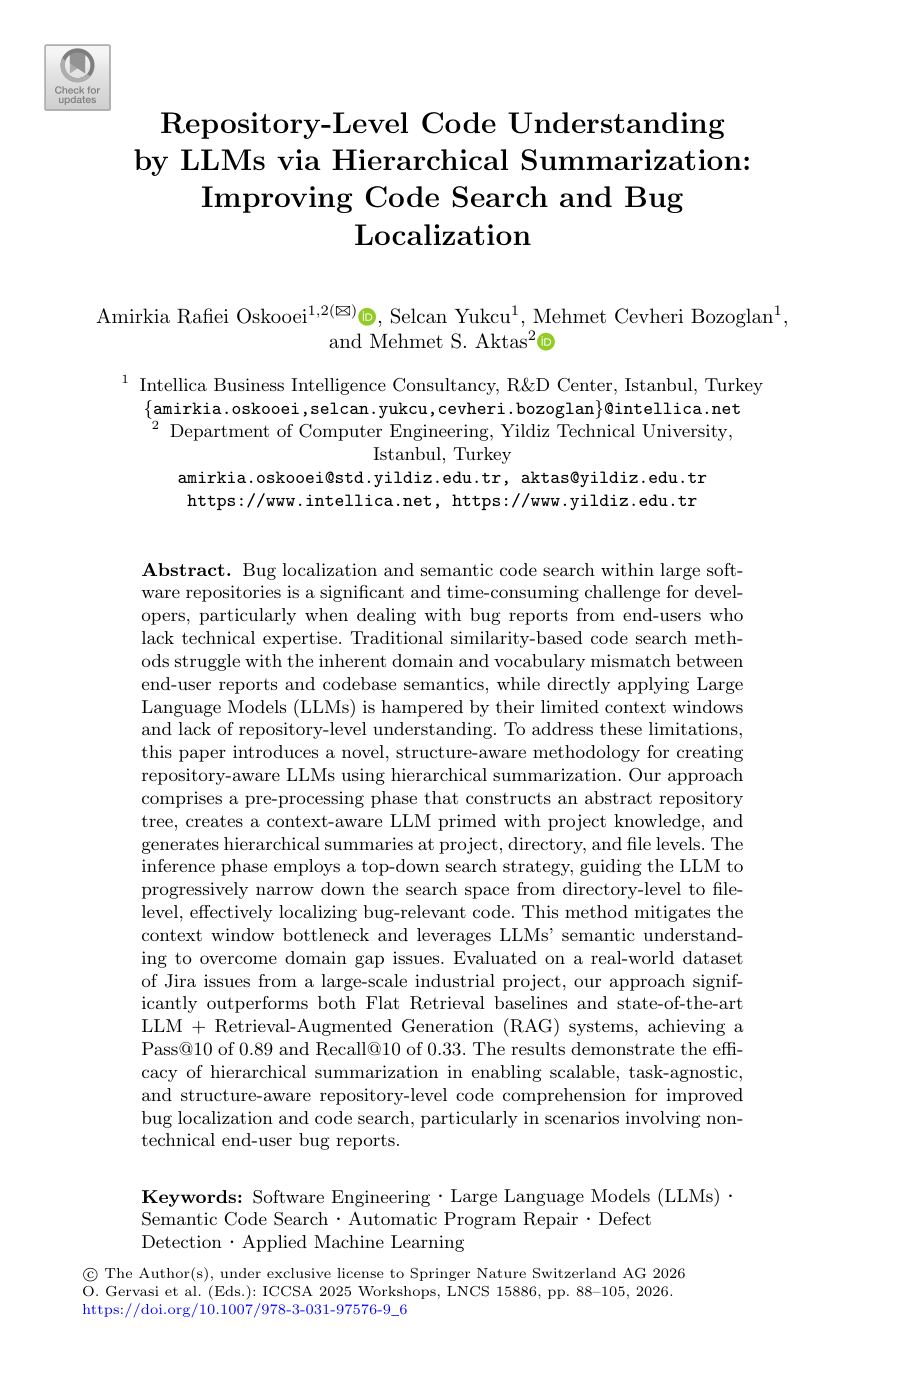 Check for
updates
Repository-Level Code Understanding
by LLMs via Hierarchical Summarization:
Improving Code Search and Bug
Localization
Amirkia Rafiei Oskooei1,2(✉) iD, Selcan Yukcu1, Mehmet Cevheri Bozoglan1,
and Mehmet S. Aktas2 iD
1 Intellica Business Intelligence Consultancy, R&D Center, Istanbul, Turkey
{amirkia.oskooei,selcan.yukcu,cevheri.bozoglan}@intellica.net
2 Department of Computer Engineering, Yildiz Technical University,
Istanbul, Turkey
amirkia.oskooei@std.yildiz.edu.tr, aktas@yildiz.edu.tr
https://www.intellica.net, https://www.yildiz.edu.tr
Abstract. Bug localization and semantic code search within large soft-
ware repositories is a significant and time-consuming challenge for devel-
opers, particularly when dealing with bug reports from end-users who
lack technical expertise. Traditional similarity-based code search meth-
ods struggle with the inherent domain and vocabulary mismatch between
end-user reports and codebase semantics, while directly applying Large
Language Models (LLMs) is hampered by their limited context windows
and lack of repository-level understanding. To address these limitations,
this paper introduces a novel, structure-aware methodology for creating
repository-aware LLMs using hierarchical summarization. Our approach
comprises a pre-processing phase that constructs an abstract repository
tree, creates a context-aware LLM primed with project knowledge, and
generates hierarchical summaries at project, directory, and file levels. The
inference phase employs a top-down search strategy, guiding the LLM to
progressively narrow down the search space from directory-level to file-
level, effectively localizing bug-relevant code. This method mitigates the
context window bottleneck and leverages LLMs' semantic understand-
ing to overcome domain gap issues. Evaluated on a real-world dataset
of Jira issues from a large-scale industrial project, our approach signif-
icantly outperforms both Flat Retrieval baselines and state-of-the-art
LLM + Retrieval-Augmented Generation (RAG) systems, achieving a
Pass@10 of 0.89 and Recall@10 of 0.33. The results demonstrate the effi-
cacy of hierarchical summarization in enabling scalable, task-agnostic,
and structure-aware repository-level code comprehension for improved
bug localization and code search, particularly in scenarios involving non-
technical end-user bug reports.
Keywords: Software Engineering · Large Language Models (LLMs) ·
Semantic Code Search · Automatic Program Repair · Defect
Detection · Applied Machine Learning
© The Author(s), under exclusive license to Springer Nature Switzerland AG 2026
O. Gervasi et al. (Eds.): ICCSA 2025 Workshops, LNCS 15886, pp. 88–105, 2026.
https://doi.org/10.1007/978-3-031-97576-9_6